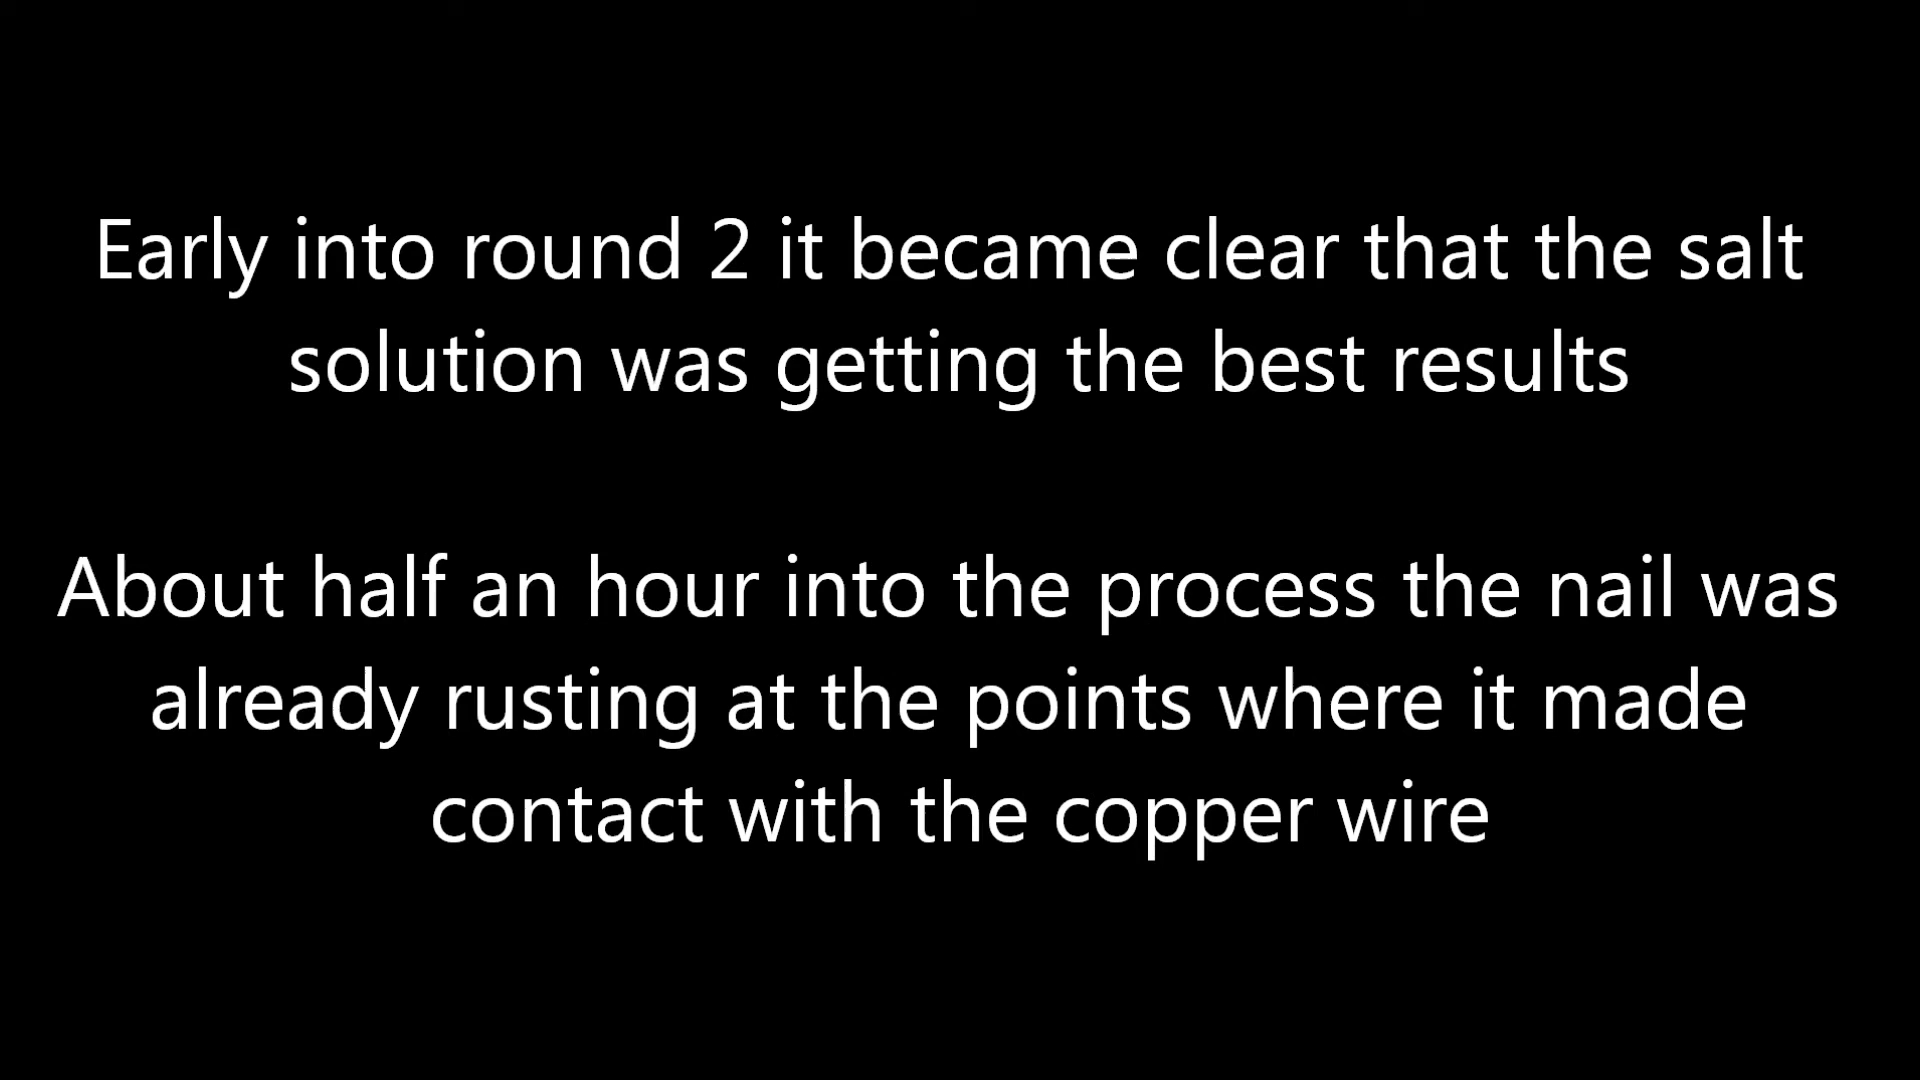 Early into round 2 it became clear that the salt
solution was getting the best results
About half an hour into the process the nail was
already rusting at the points where it made
contact with the copper wire